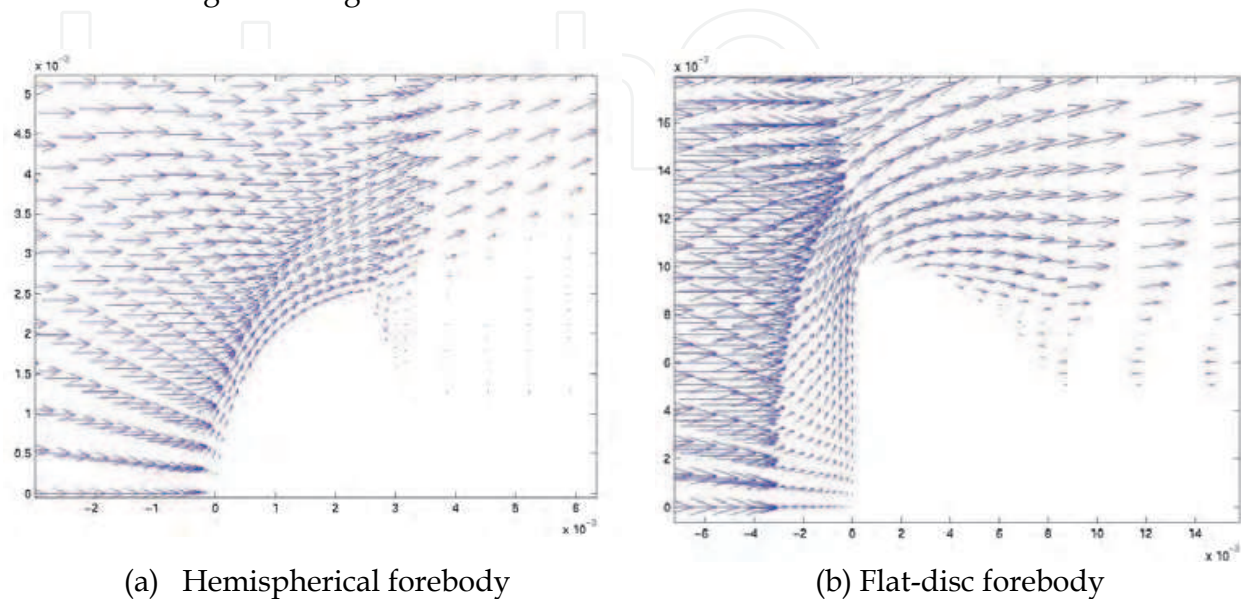 x 10⁻³
5
4.5
4
3.5
3
2.5
2
1.5
1
0.5
0
-2 -1 0 1 2 3 4 5 6
x 10⁻³
(a) Hemispherical forebody
x 10⁻³
16
14
12
10
8
6
4
2
0
-6 -4 -2 0 2 4 6 8 10 12 14
x 10⁻³
(b) Flat-disc forebody